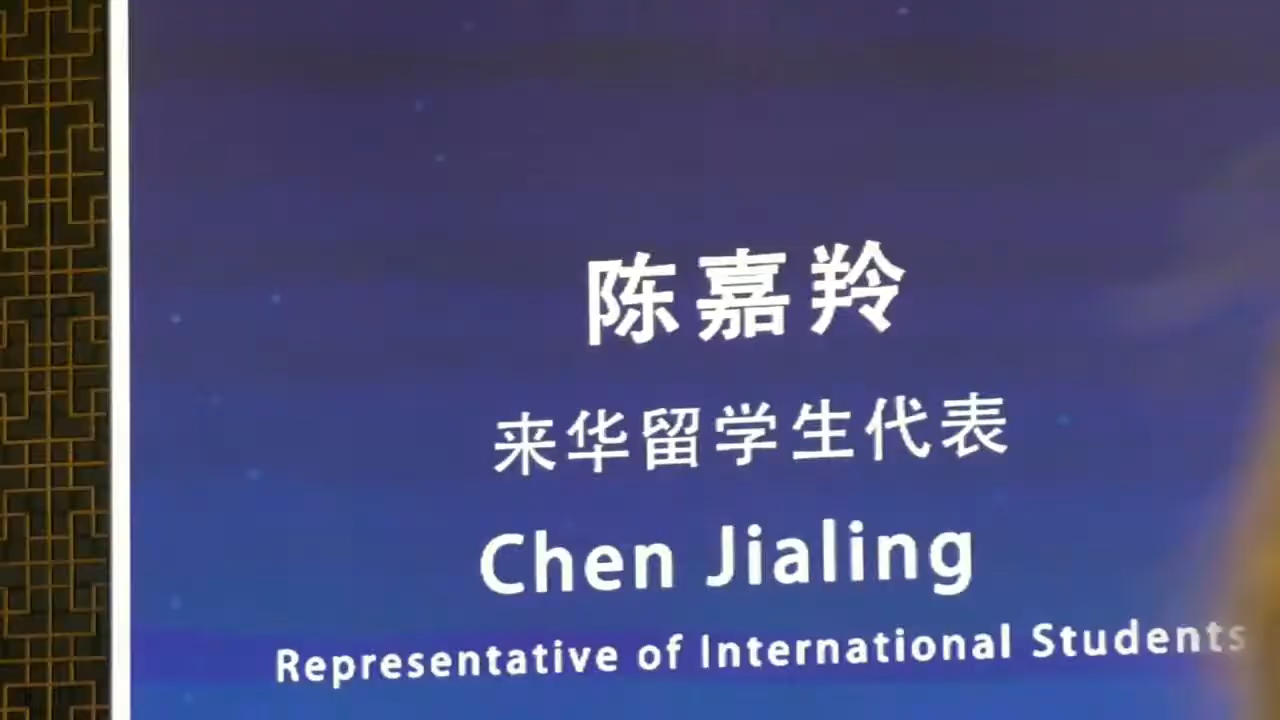 陈嘉羚
来华留学生代表
Chen Jialing
Representative of International Students